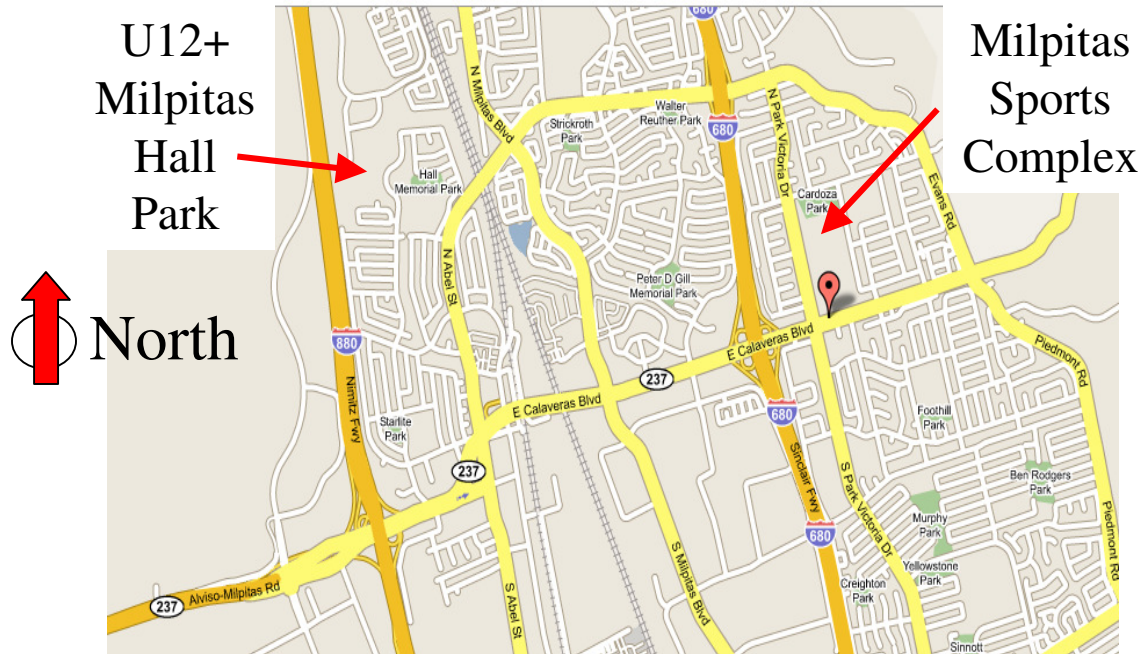 U12+
Milpitas
Hall
Park
Milpitas
Sports
Complex
North
680
N Milpitas Blvd
Strickroth
Park
Walter
Reuther Park
680
N Park Victoria Dr
Hall
Memorial Park
Cardoza
Park
Evans Rd
N Abel St
Peter D Gill
Memorial Park
880
Nimitz Fwy
E Calaveras Blvd
237
E Calaveras Blvd
Piedmont Rd
Starlite
Park
680
Foothill
Park
237
Sinclair Fwy
Ben Rodgers
Park
S Park Victoria Dr
Murphy
Park
680
Piedmont Rd
S Milpitas Blvd
Yellowstone
Park
Creighton
Park
S Abel St
Alviso-Milpitas Rd
237
Sinnott